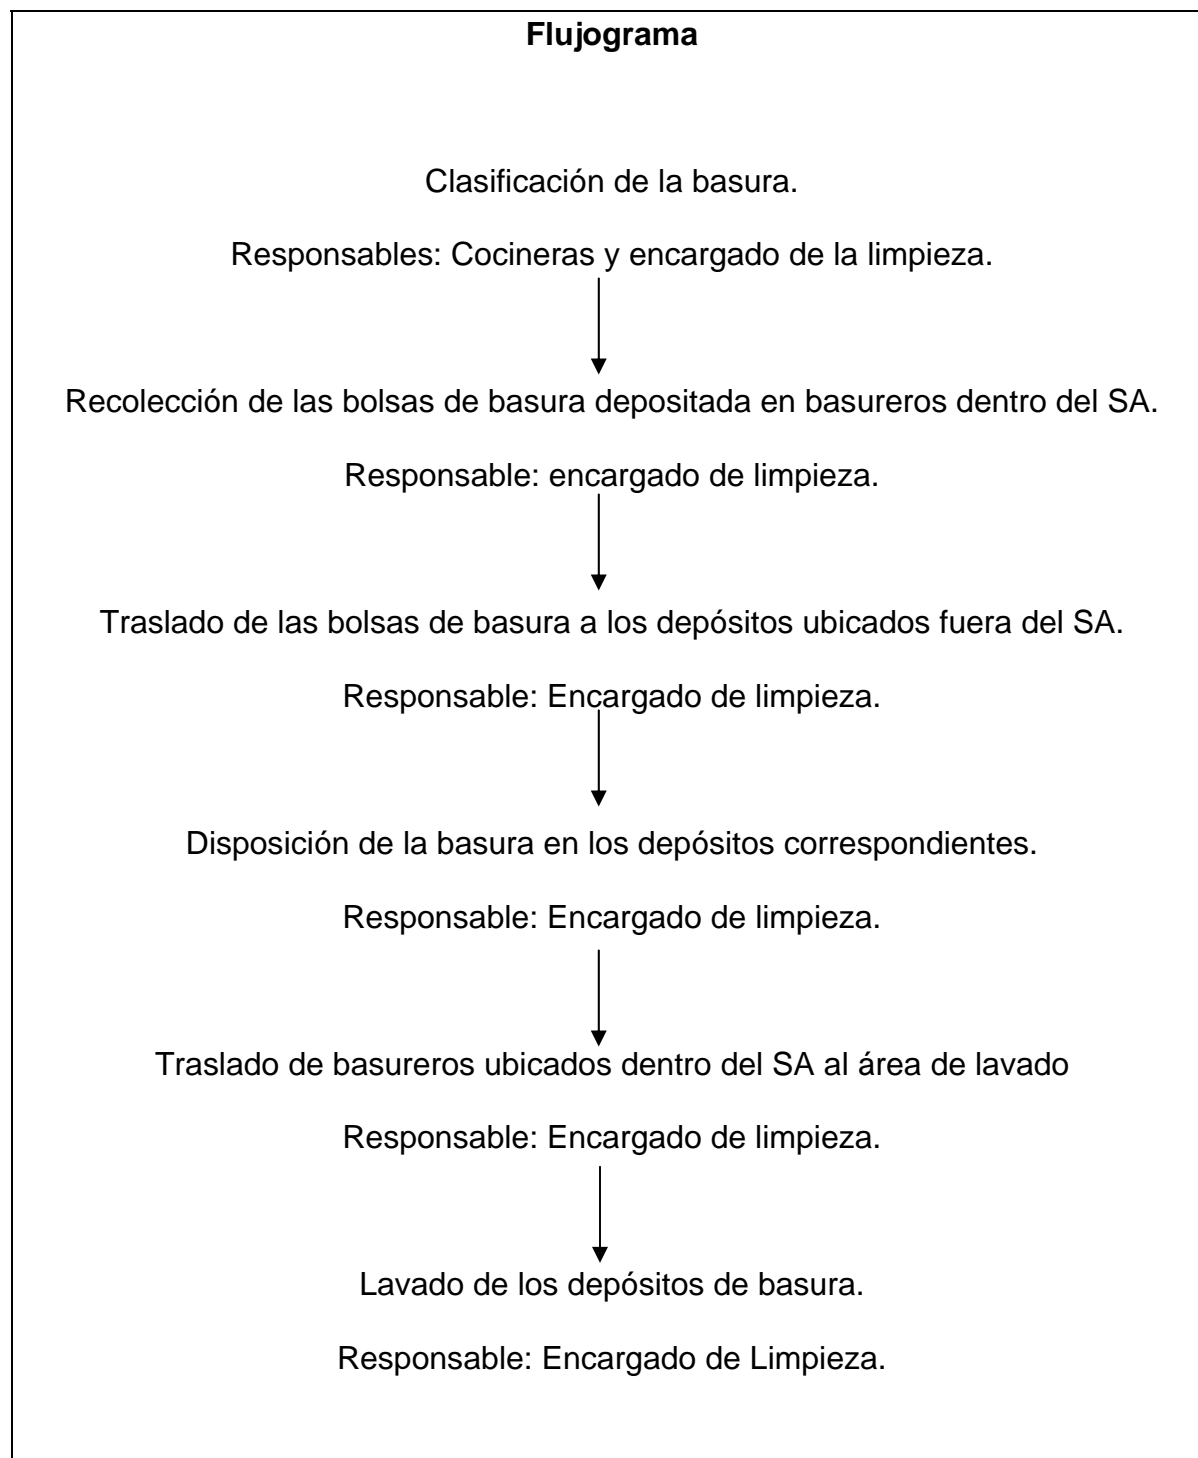 Flujograma
Clasificación de la basura.
Responsables: Cocineras y encargado de la limpieza.
Recolección de las bolsas de basura depositada en basureros dentro del SA.
Responsable: encargado de limpieza.
Traslado de las bolsas de basura a los depósitos ubicados fuera del SA.
Responsable: Encargado de limpieza.
Disposición de la basura en los depósitos correspondientes.
Responsable: Encargado de limpieza.
Traslado de basureros ubicados dentro del SA al área de lavado
Responsable: Encargado de limpieza.
Lavado de los depósitos de basura.
Responsable: Encargado de Limpieza.